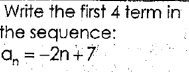 Write the first 4 term in
the sequence:
aₙ = -2n + 7